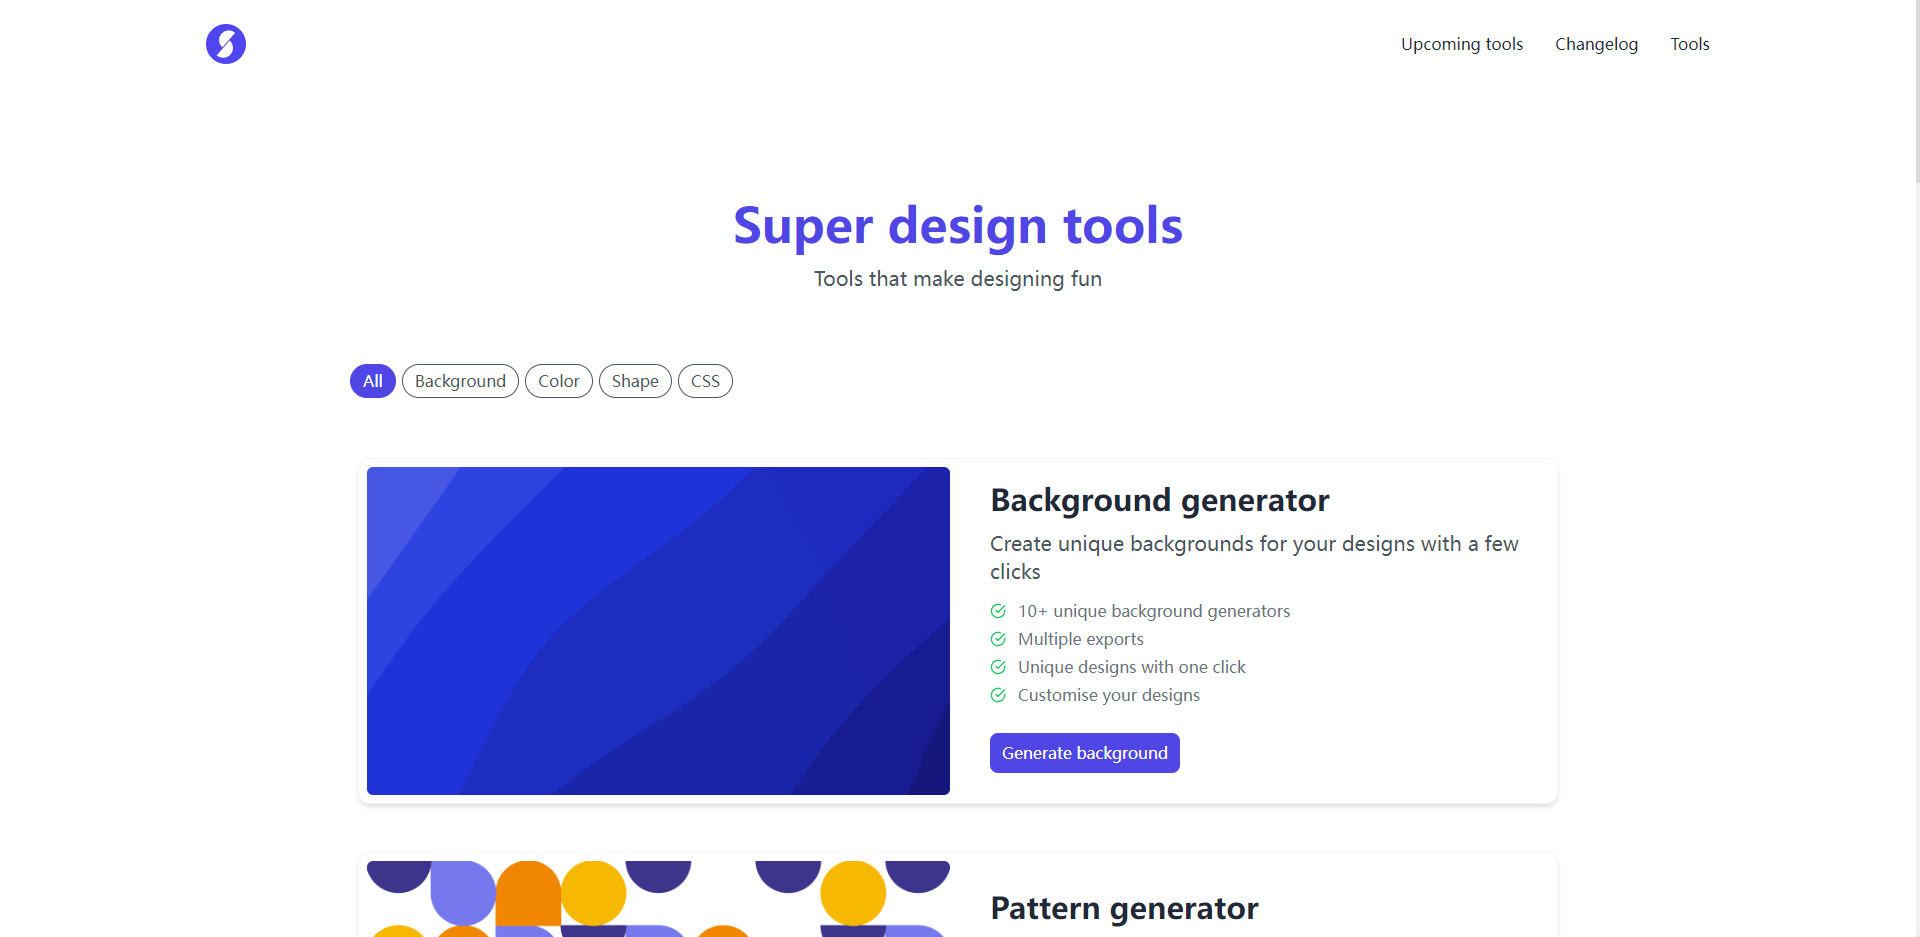 Upcoming tools Changelog Tools
Super design tools
Tools that make designing fun
All Background Color Shape CSS
Background generator
Create unique backgrounds for your designs with a few
clicks
10+ unique background generators
Multiple exports
Unique designs with one click
Customise your designs
Generate background
Pattern generator